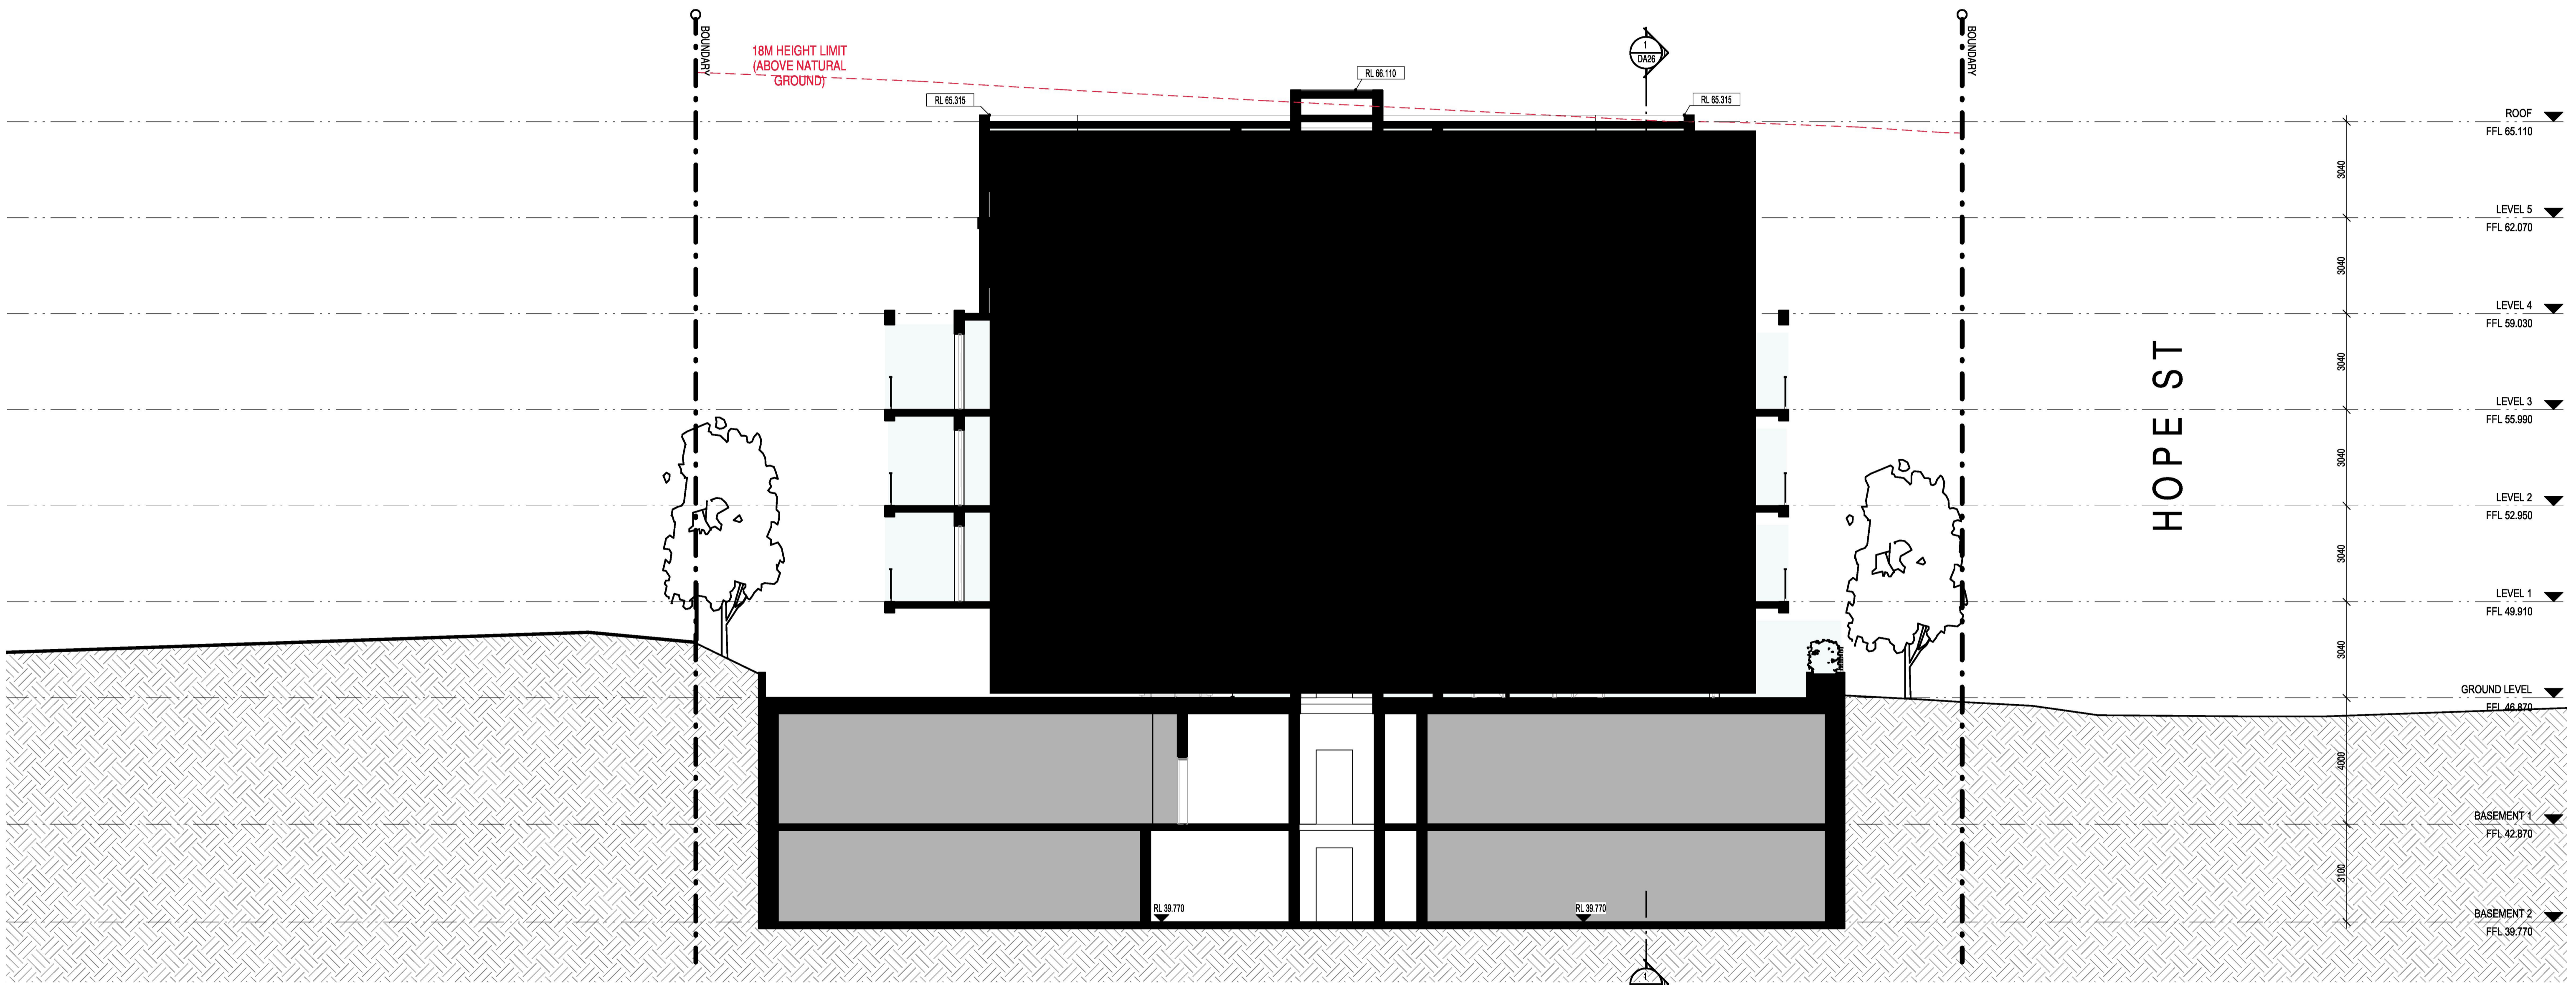 BOUNDARY
18M HEIGHT LIMIT
(ABOVE NATURAL
GROUND)
RL 65.315
RL 66.110
1
DA26
RL 65.315
BOUNDARY
ROOF
FFL 65.110
3040
LEVEL 5
FFL 62.070
3040
LEVEL 4
FFL 59.030
3040
LEVEL 3
FFL 55.990
3040
LEVEL 2
FFL 52.950
3040
LEVEL 1
FFL 49.910
3040
GROUND LEVEL
FFL 46.870
4000
BASEMENT 1
FFL 42.870
3100
BASEMENT 2
FFL 39.770
HOPE ST
RL 39.770
RL 39.770
1